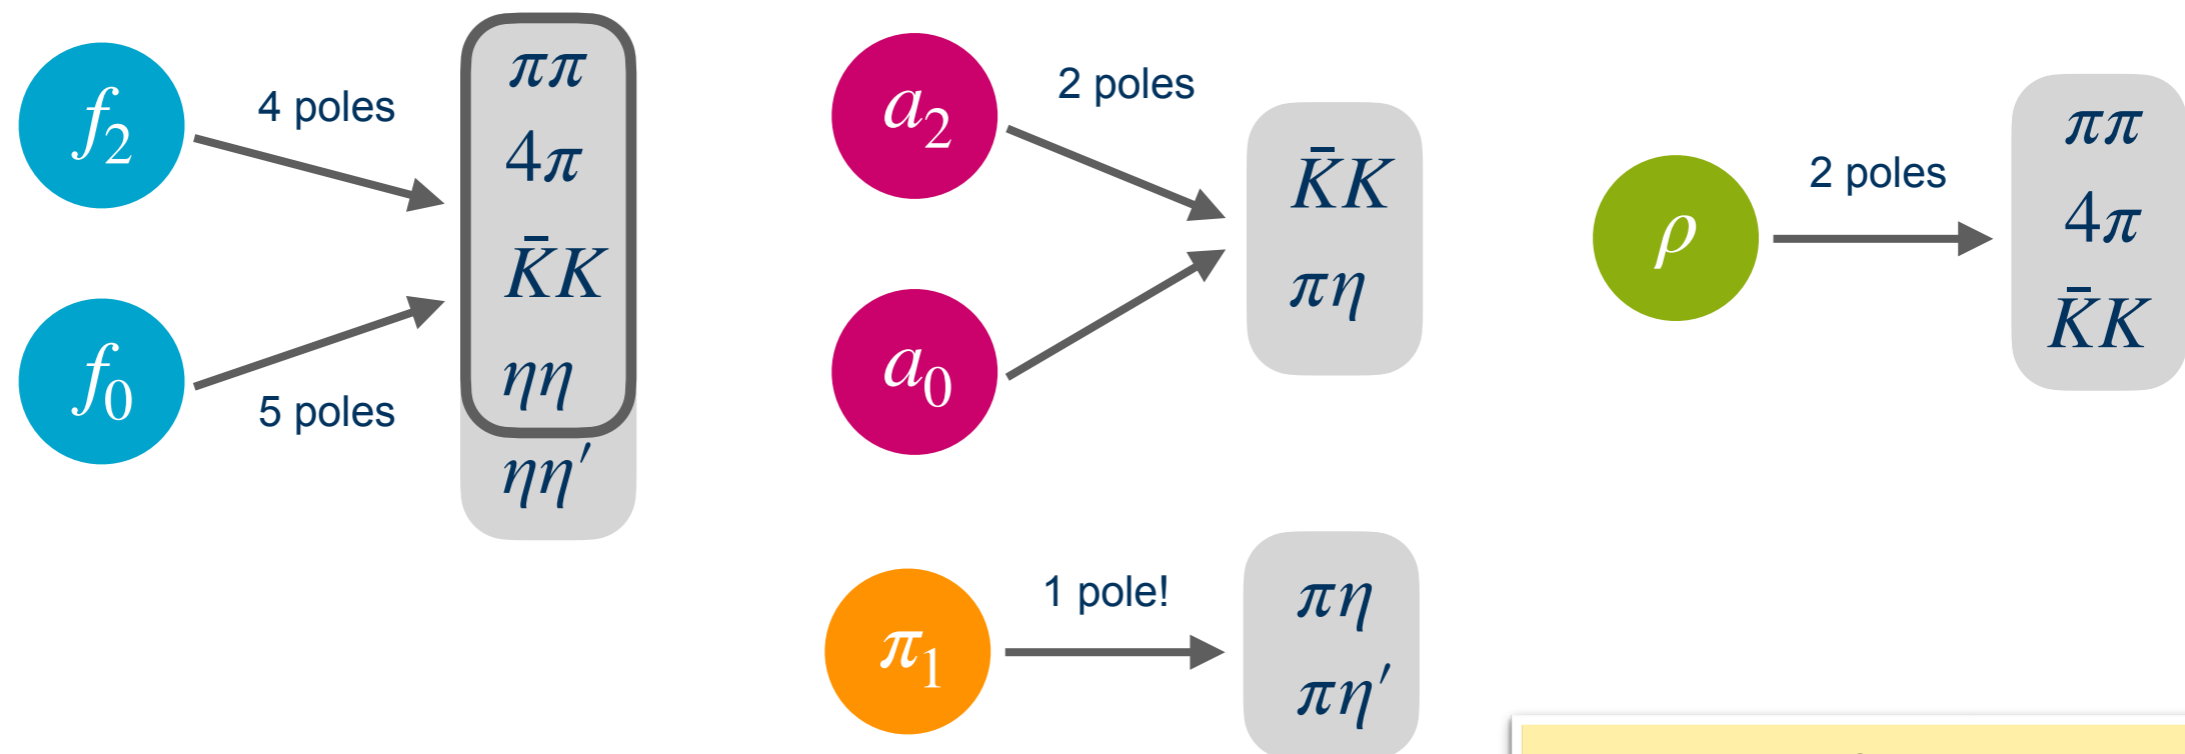 f₂
4 poles
f₀
5 poles
ππ
4π
K̄K
ηη
ηη′
a₂
2 poles
a₀
K̄K
πη
ρ
2 poles
ππ
4π
K̄K
π₁
1 pole!
πη
πη′